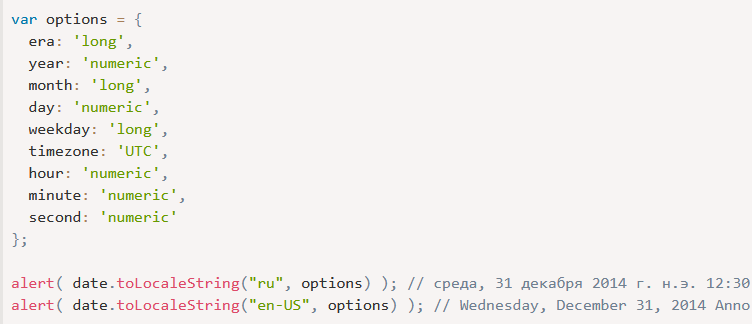 var options = {
  era: 'long',
  year: 'numeric',
  month: 'long',
  day: 'numeric',
  weekday: 'long',
  timezone: 'UTC',
  hour: 'numeric',
  minute: 'numeric',
  second: 'numeric'
};
alert( date.toLocaleString("ru", options) ); // среда, 31 декабря 2014 г. н.э. 12:30
alert( date.toLocaleString("en-US", options) ); // Wednesday, December 31, 2014 Anno